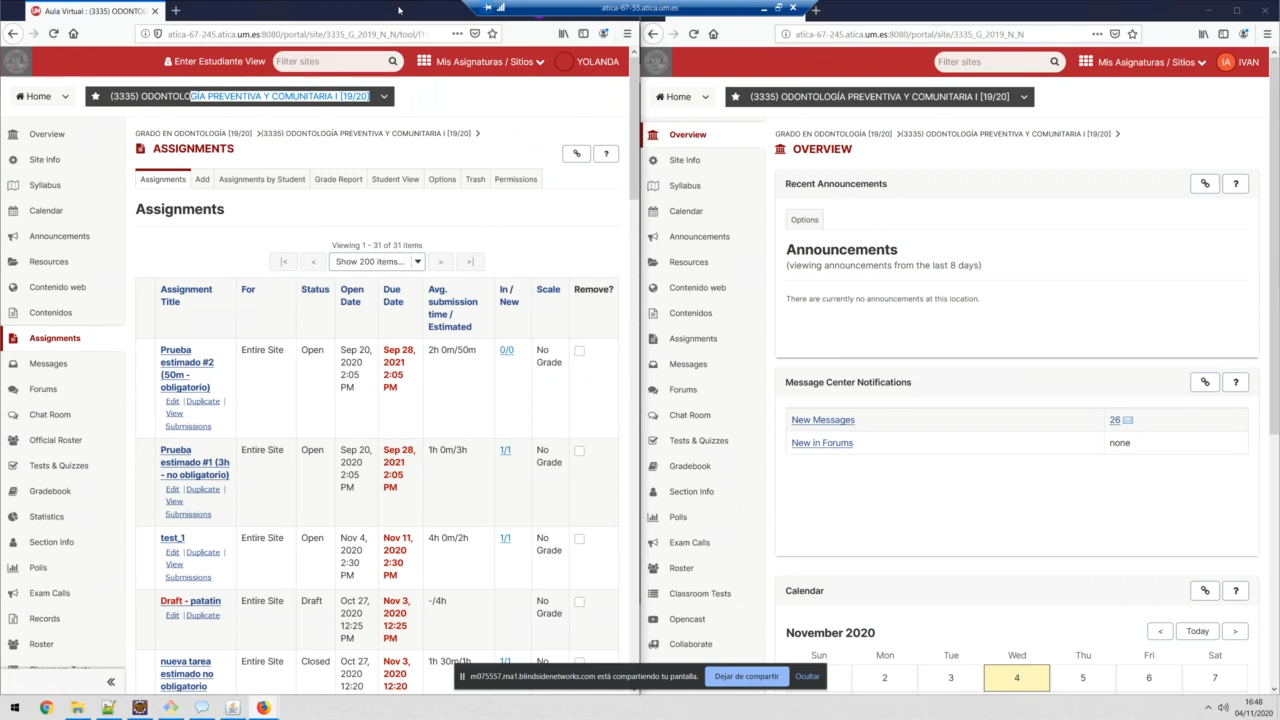 Aula Virtual : (3335) ODONTOL
atica-67-55.atica.um.es
atica-67-245.atica.um.es:8080/portal/site/3335_G_2019_N_N/tool/f1
Enter Estudiante View
Filter sites
Mis Asignaturas / Sitios
YOLANDA
Home
(3335) ODONTOLOGÍA PREVENTIVA Y COMUNITARIA I [19/20]
Overview
Site Info
Syllabus
Calendar
Announcements
Resources
Contenido web
Contenidos
Assignments
Messages
Forums
Chat Room
Official Roster
Tests & Quizzes
Gradebook
Statistics
Section Info
Polls
Exam Calls
Records
Roster
GRADO EN ODONTOLOGÍA [19/20] >(3335) ODONTOLOGÍA PREVENTIVA Y COMUNITARIA I [19/20] >
ASSIGNMENTS
?
Assignments Add Assignments by Student Grade Report Student View Options Trash Permissions
Assignments
Viewing 1 - 31 of 31 items
|< < Show 200 items... > >|
Assignment Title
For
Status
Open Date
Due Date
Avg. submission time / Estimated
In / New
Scale
Remove?
Prueba estimado #2 (50m - obligatorio)
Edit | Duplicate | View Submissions
Entire Site
Open
Sep 20, 2020 2:05 PM
Sep 28, 2021 2:05 PM
2h 0m/50m
0/0
No Grade
Prueba estimado #1 (3h - no obligatorio)
Edit | Duplicate | View Submissions
Entire Site
Open
Sep 20, 2020 2:05 PM
Sep 28, 2021 2:05 PM
1h 0m/3h
1/1
No Grade
test_1
Edit | Duplicate | View Submissions
Entire Site
Open
Nov 4, 2020 2:30 PM
Nov 11, 2020 2:30 PM
4h 0m/2h
1/1
No Grade
Draft - patatin
Edit | Duplicate
Entire Site
Draft
Oct 27, 2020 12:25 PM
Nov 3, 2020 12:25 PM
-/4h
No Grade
nueva tarea estimado no obligatorio
Entire Site
Closed
Oct 27, 2020 12:20
Nov 3, 2020 12:20
1h 30m/1h
1/1
No
atica-67-245.atica.um.es:8080/portal/site/3335_G_2019_N_N
Filter sites
Mis Asignaturas / Sitios
IA IVAN
Home
(3335) ODONTOLOGÍA PREVENTIVA Y COMUNITARIA I [19/20]
Overview
Site Info
Syllabus
Calendar
Announcements
Resources
Contenido web
Contenidos
Assignments
Messages
Forums
Chat Room
Tests & Quizzes
Gradebook
Section Info
Polls
Exam Calls
Roster
Classroom Tests
Opencast
Collaborate
GRADO EN ODONTOLOGÍA [19/20] >(3335) ODONTOLOGÍA PREVENTIVA Y COMUNITARIA I [19/20] >
OVERVIEW
Recent Announcements
?
Options
Announcements
(viewing announcements from the last 8 days)
There are currently no announcements at this location.
Message Center Notifications
?
New Messages 26
New in Forums none
Calendar
?
November 2020
< Today >
Sun Mon Tue Wed Thu Fri Sat
2 3 4 5 6 7
m075557.rna1.blindsidenetworks.com está compartiendo tu pantalla.
Dejar de compartir
Ocultar
16:48
04/11/2020